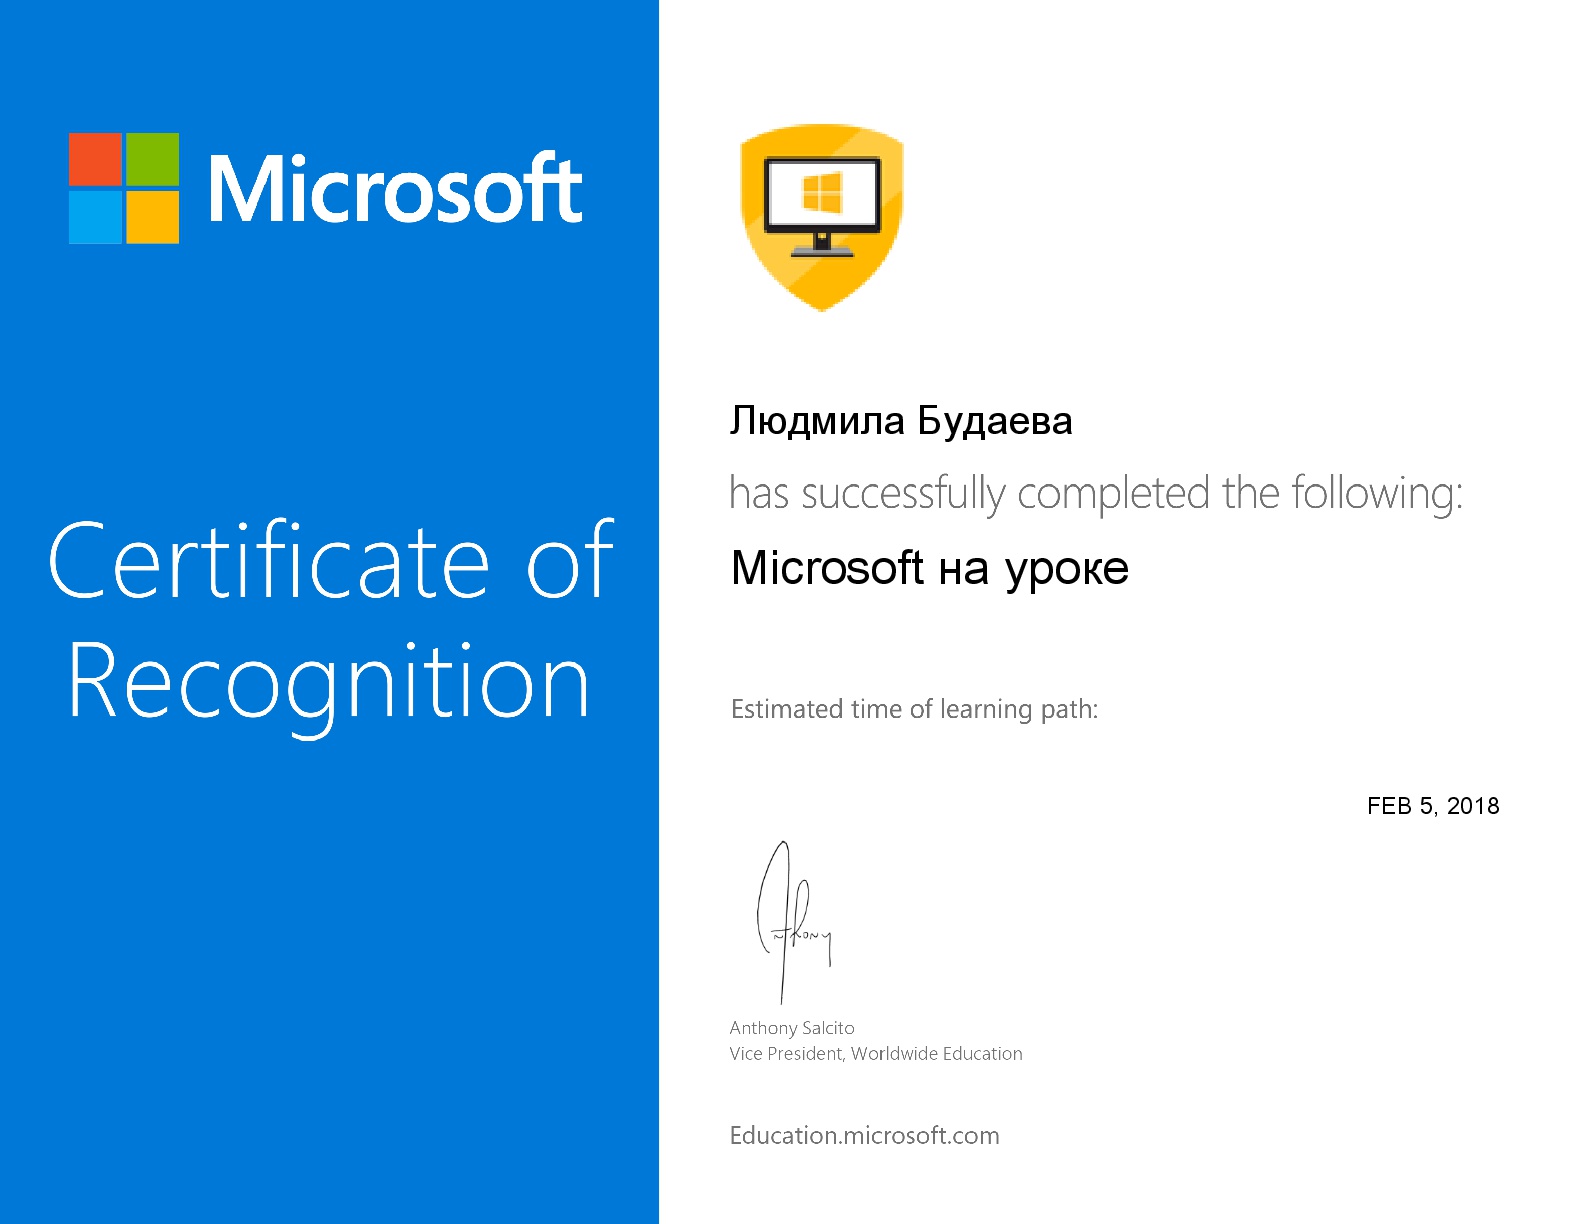 Microsoft
Certificate of
Recognition
Людмила Будаева
has successfully completed the following:
Microsoft на уроке
Estimated time of learning path:
FEB 5, 2018
Anthony
Anthony Salcito
Vice President, Worldwide Education
Education.microsoft.com